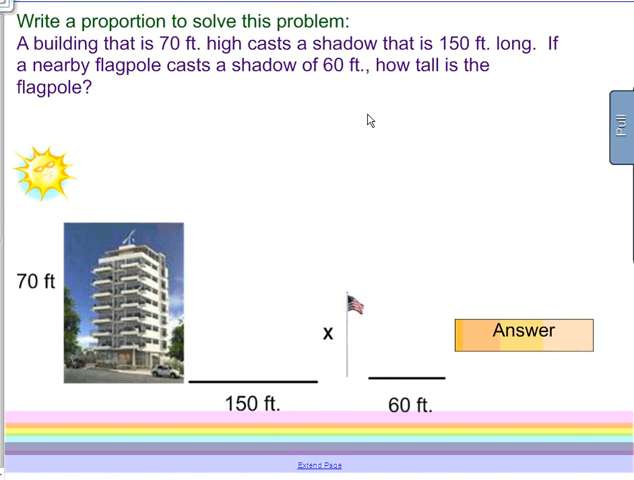 Write a proportion to solve this problem:
A building that is 70 ft. high casts a shadow that is 150 ft. long.  If
a nearby flagpole casts a shadow of 60 ft., how tall is the
flagpole?
Pull
70 ft
x
Answer
150 ft.
60 ft.
Extend Page